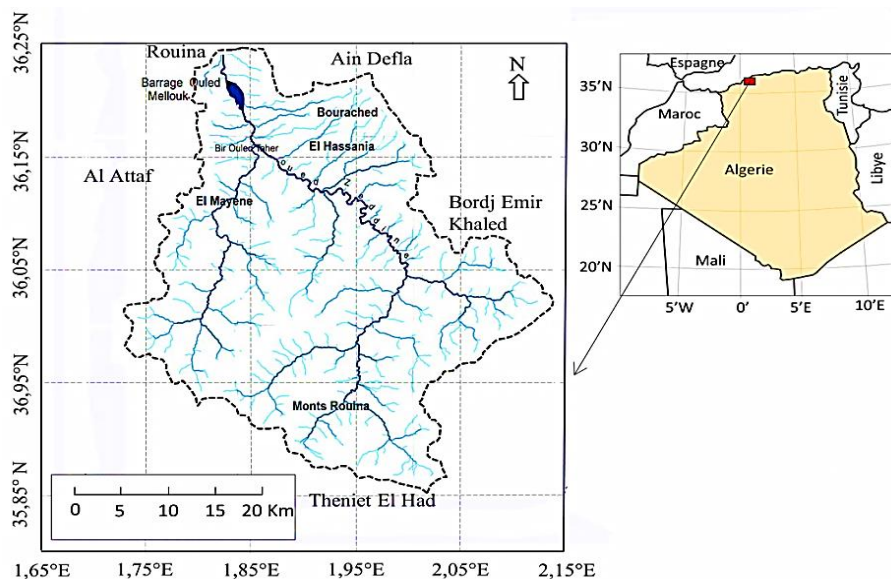 36,25°N
36,15°N
36,05°N
36,95°N
35,85°N
Rouina
Ain Defla
N
Barrage Ouled
Mellouk
Bourached
El Hassania
Bir Ouled Taher
Al Attaf
El Mayene
Oued Zeddine
Bordj Emir
Khaled
Monts Rouina
Theniet El Had
0 5 10 15 20 Km
1,65°E 1,75°E 1,85°E 1,95°E 2,05°E 2,15°E
35°N
30°N
25°N
20°N
Espagne
Maroc
Tunisie
Algerie
Libye
Mali
5°W 0° 5°E 10°E